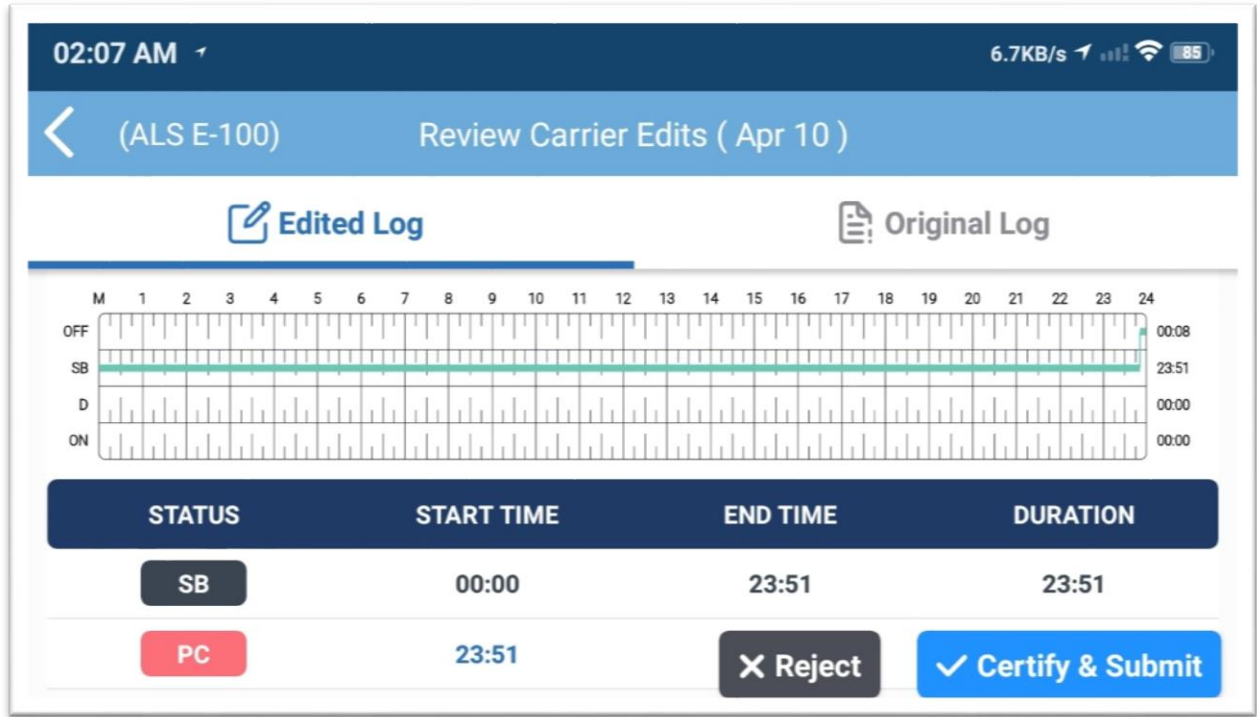 02:07 AM 6.7KB/s 85
(ALS E-100) Review Carrier Edits ( Apr 10 )
Edited Log Original Log
M 1 2 3 4 5 6 7 8 9 10 11 12 13 14 15 16 17 18 19 20 21 22 23 24
OFF 00:08
SB 23:51
D 00:00
ON 00:00
STATUS START TIME END TIME DURATION
SB 00:00 23:51 23:51
PC 23:51 Reject Certify & Submit